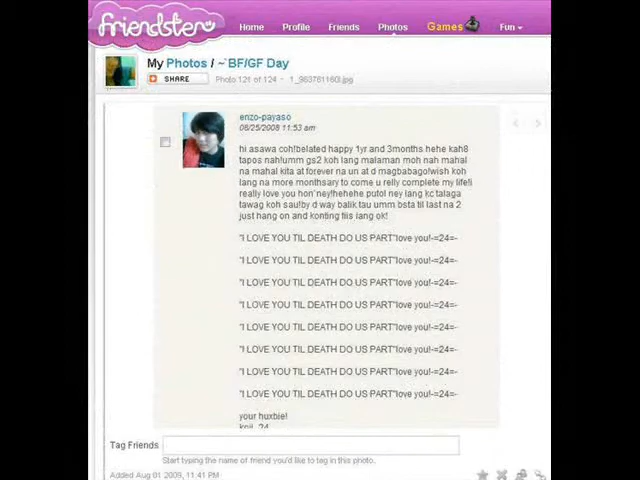 friendster
Home Profile Friends Photos Games Fun
My Photos / ~`BF/GF Day
SHARE Photo 121 of 124 - 1_983781160l.jpg
enzo-payaso
08/25/2008 11:53 am
hi asawa coh!belated happy 1yr and 3months hehe kah8
tapos nah!umm gs2 koh lang malaman moh nah mahal
na mahal kita at forever na un at d magbabago!wish koh
lang na more monthsary to come u relly complete my life!i
really love you hon`ney!hehehe putol ney lang kc talaga
tawag koh sau!by d way balik tau umm bsta til last na 2
just hang on and konting tiis lang ok!
"I LOVE YOU TIL DEATH DO US PART"love you!-=24=-
"I LOVE YOU TIL DEATH DO US PART"love you!-=24=-
"I LOVE YOU TIL DEATH DO US PART"love you!-=24=-
"I LOVE YOU TIL DEATH DO US PART"love you!-=24=-
"I LOVE YOU TIL DEATH DO US PART"love you!-=24=-
"I LOVE YOU TIL DEATH DO US PART"love you!-=24=-
"I LOVE YOU TIL DEATH DO US PART"love you!-=24=-
"I LOVE YOU TIL DEATH DO US PART"love you!-=24=-
your huxbie!
Tag Friends
Start typing the name of friend you'd like to tag in this photo.
Added Aug 01 2009, 11:41 PM